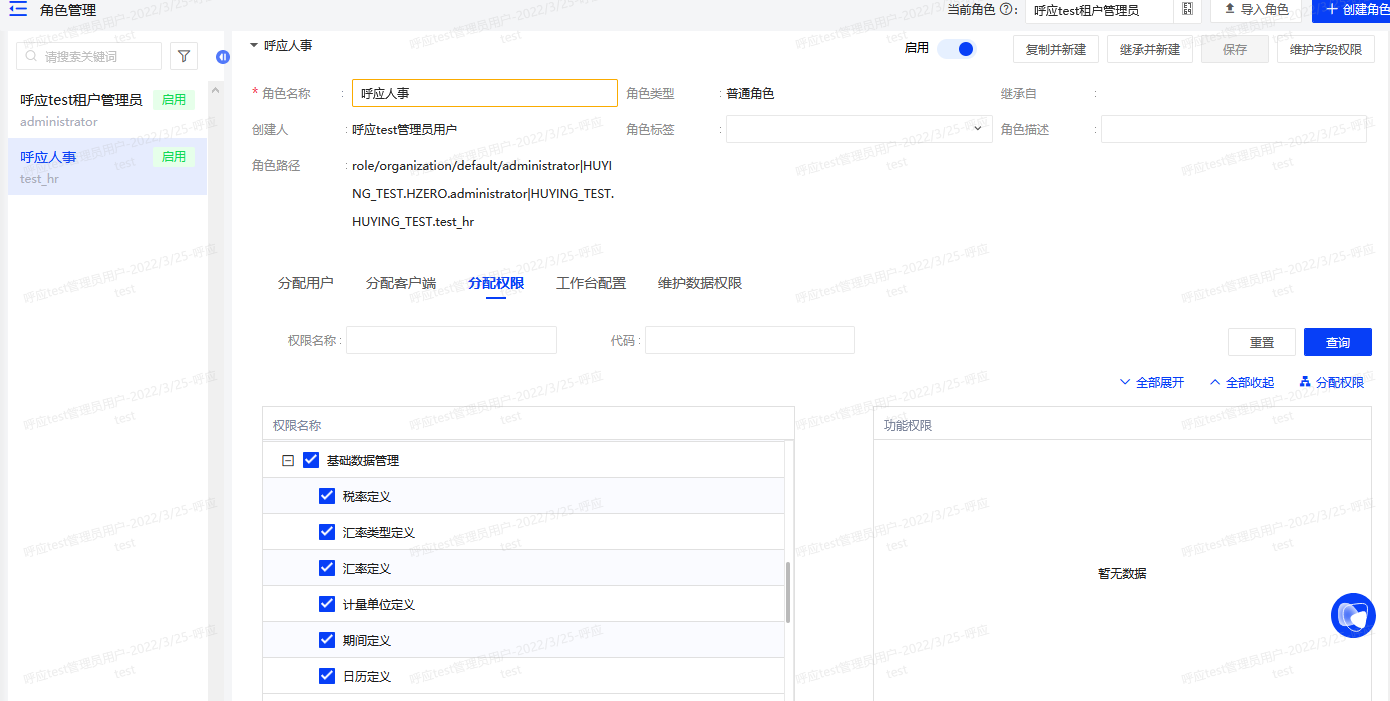 角色管理
当前角色 :
呼应test租户管理员
导入角色
创建角色
请搜索关键词
呼应test租户管理员
启用
administrator
呼应人事
启用
test_hr
呼应人事
启用
复制并新建
继承并新建
保存
维护字段权限
* 角色名称 : 呼应人事
角色类型 : 普通角色
继承自 :
创建人 : 呼应test管理员用户
角色标签 :
角色描述 :
角色路径 : role/organization/default/administrator|HUYI
NG_TEST.HZERO.administrator|HUYING_TEST.
HUYING_TEST.test_hr
分配用户
分配客户端
分配权限
工作台配置
维护数据权限
权限名称 :
代码 :
重置
查询
全部展开
全部收起
分配权限
权限名称
功能权限
基础数据管理
税率定义
汇率类型定义
汇率定义
计量单位定义
期间定义
日历定义
暂无数据
呼应test管理员用户-2022/3/25-呼应
test